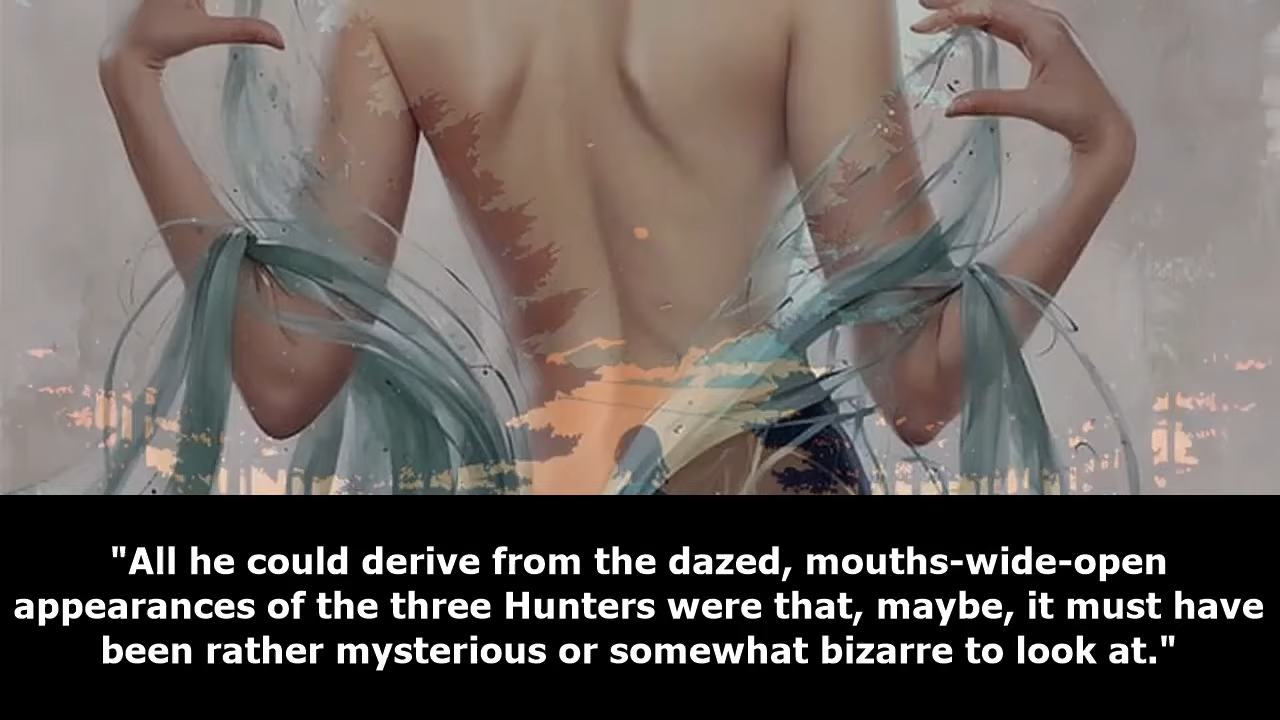 "All he could derive from the dazed, mouths-wide-open
appearances of the three Hunters were that, maybe, it must have
been rather mysterious or somewhat bizarre to look at."